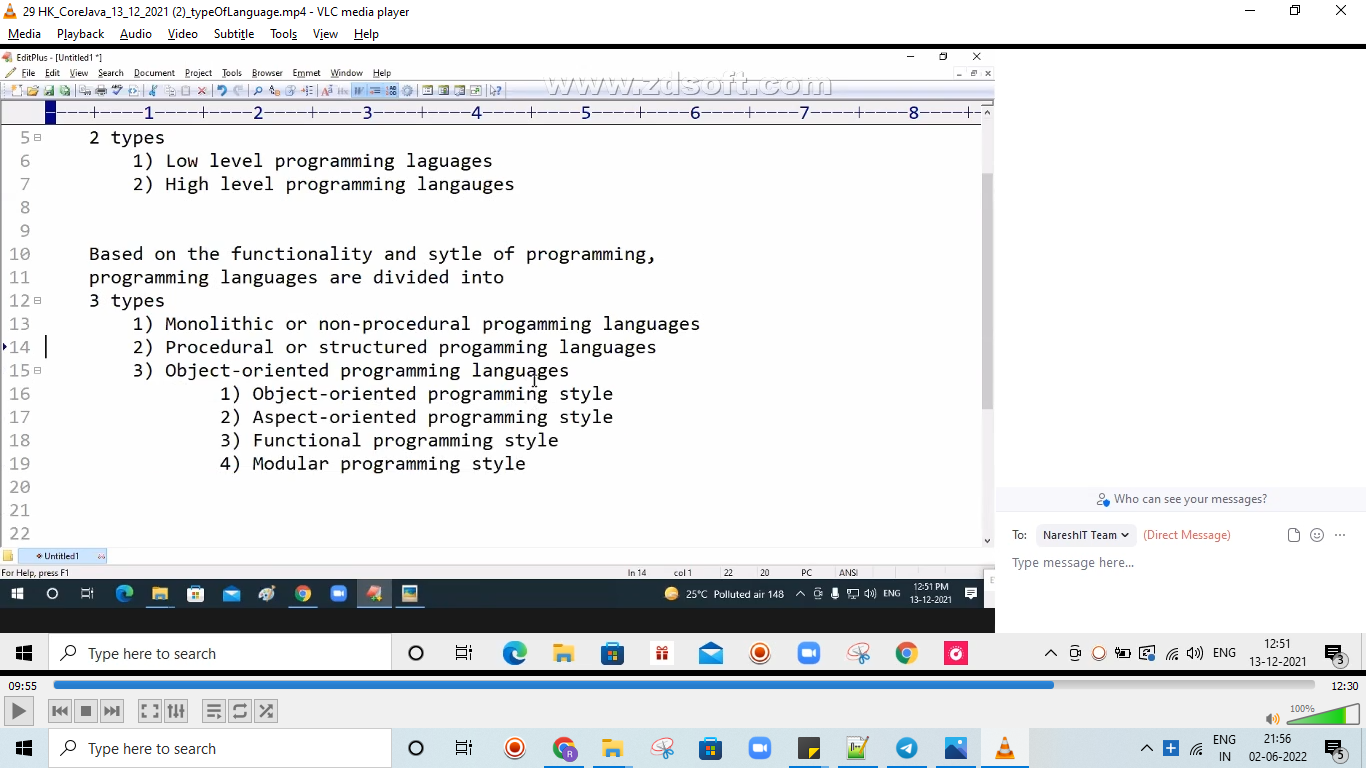 29 HK_CoreJava_13_12_2021 (2)_typeOfLanguage.mp4 - VLC media player
Media Playback Audio Video Subtitle Tools View Help
EditPlus - [Untitled1 *]
File Edit View Search Document Project Tools Browser Emmet Window Help
www.zdsoft.com
----+----1----+----2----+----3----+----4----+----5----+----6----+----7----+----8----+-
5 2 types
6 1) Low level programming laguages
7 2) High level programming langauges
8
9
10 Based on the functionality and sytle of programming,
11 programming languages are divided into
12 3 types
13 1) Monolithic or non-procedural progamming languages
14 2) Procedural or structured progamming languages
15 3) Object-oriented programming languages
16 1) Object-oriented programming style
17 2) Aspect-oriented programming style
18 3) Functional programming style
19 4) Modular programming style
20
21
22
Who can see your messages?
To: NareshIT Team (Direct Message)
Type message here...
Untitled1
For Help, press F1 ln 14 col 1 22 20 PC ANSI
25°C Polluted air 148 ENG 12:51 PM
13-12-2021
Type here to search ENG 12:51
13-12-2021 3
09:55 12:30
100%
Type here to search ENG
IN 21:56
02-06-2022 5